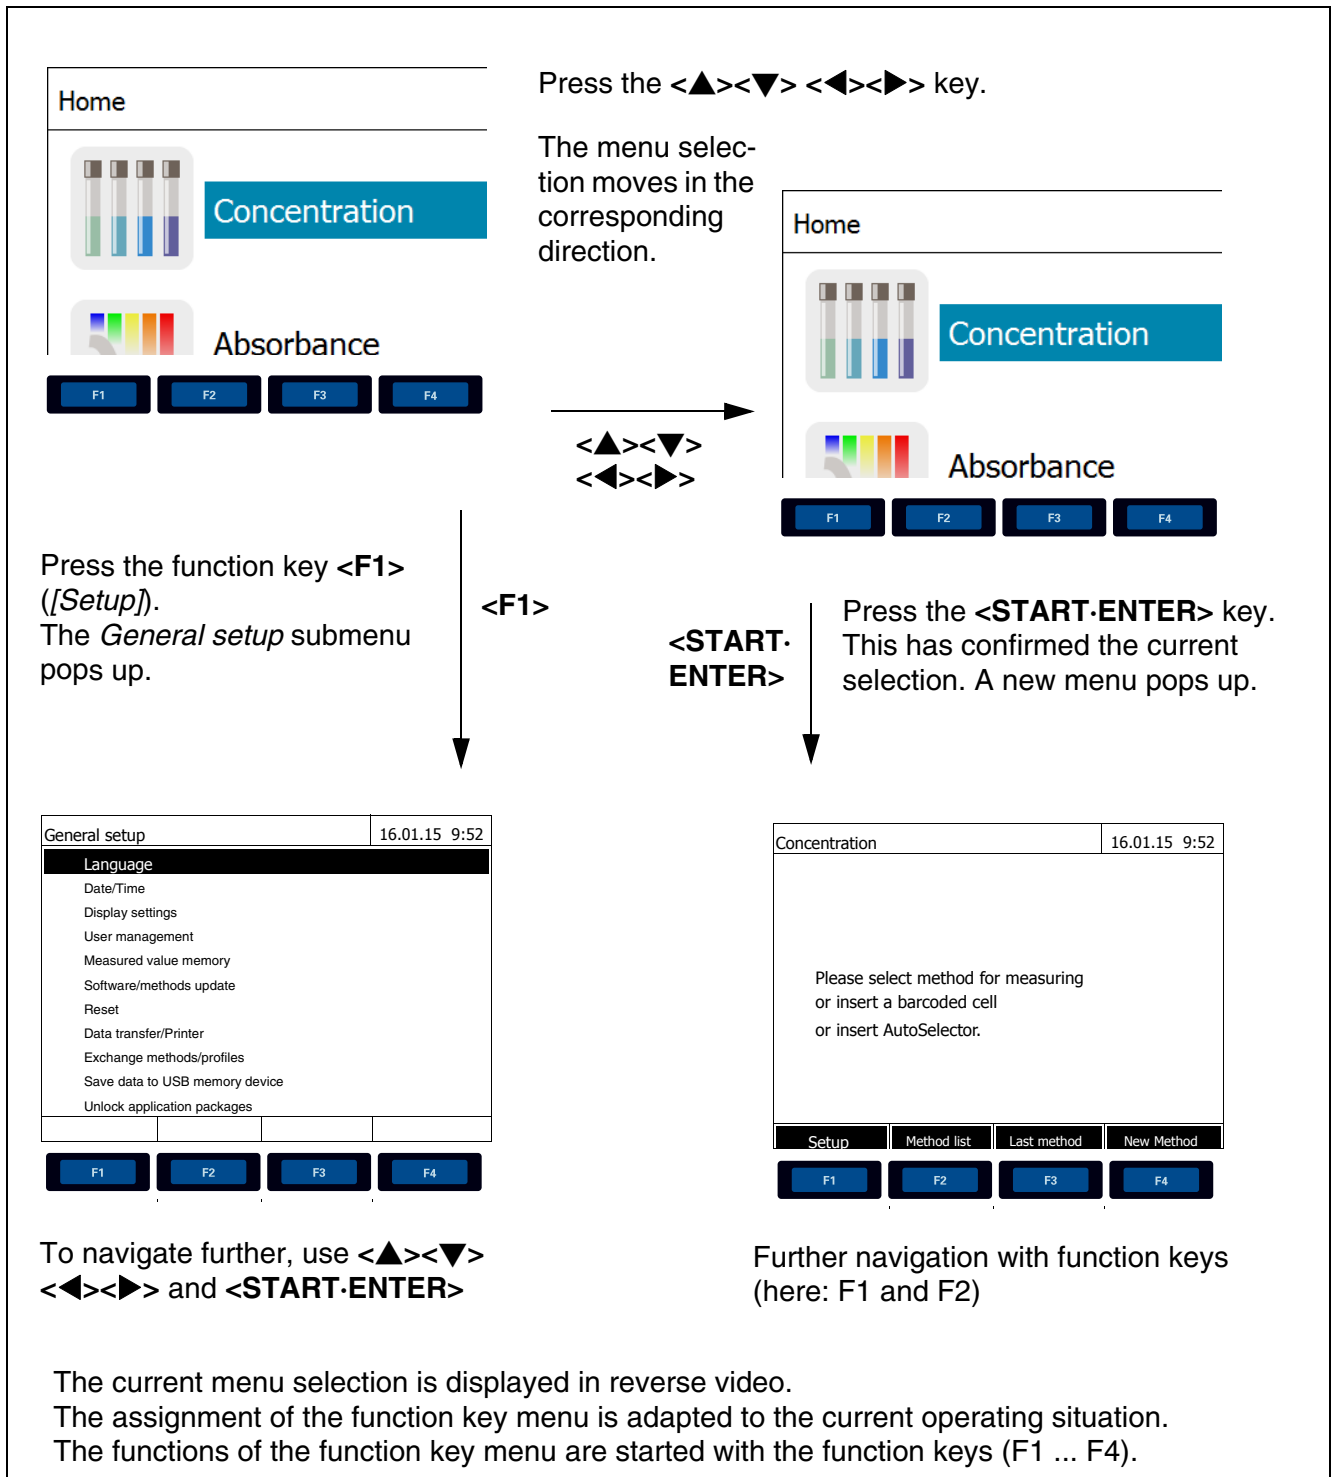 Home
Concentration
Absorbance
F1 F2 F3 F4
Press the <▲><▼> <◀><▶> key.
The menu selec-
tion moves in the
corresponding
direction.
Home
Concentration
Absorbance
F1 F2 F3 F4
<▲><▼>
<◀><▶>
Press the function key <F1>
([Setup]).
The General setup submenu
pops up.
<F1>
<START·
ENTER>
Press the <START·ENTER> key.
This has confirmed the current
selection. A new menu pops up.
General setup 16.01.15 9:52
Language
Date/Time
Display settings
User management
Measured value memory
Software/methods update
Reset
Data transfer/Printer
Exchange methods/profiles
Save data to USB memory device
Unlock application packages
F1 F2 F3 F4
To navigate further, use <▲><▼>
<◀><▶> and <START·ENTER>
Concentration 16.01.15 9:52
Please select method for measuring
or insert a barcoded cell
or insert AutoSelector.
Setup Method list Last method New Method
F1 F2 F3 F4
Further navigation with function keys
(here: F1 and F2)
The current menu selection is displayed in reverse video.
The assignment of the function key menu is adapted to the current operating situation.
The functions of the function key menu are started with the function keys (F1 ... F4).